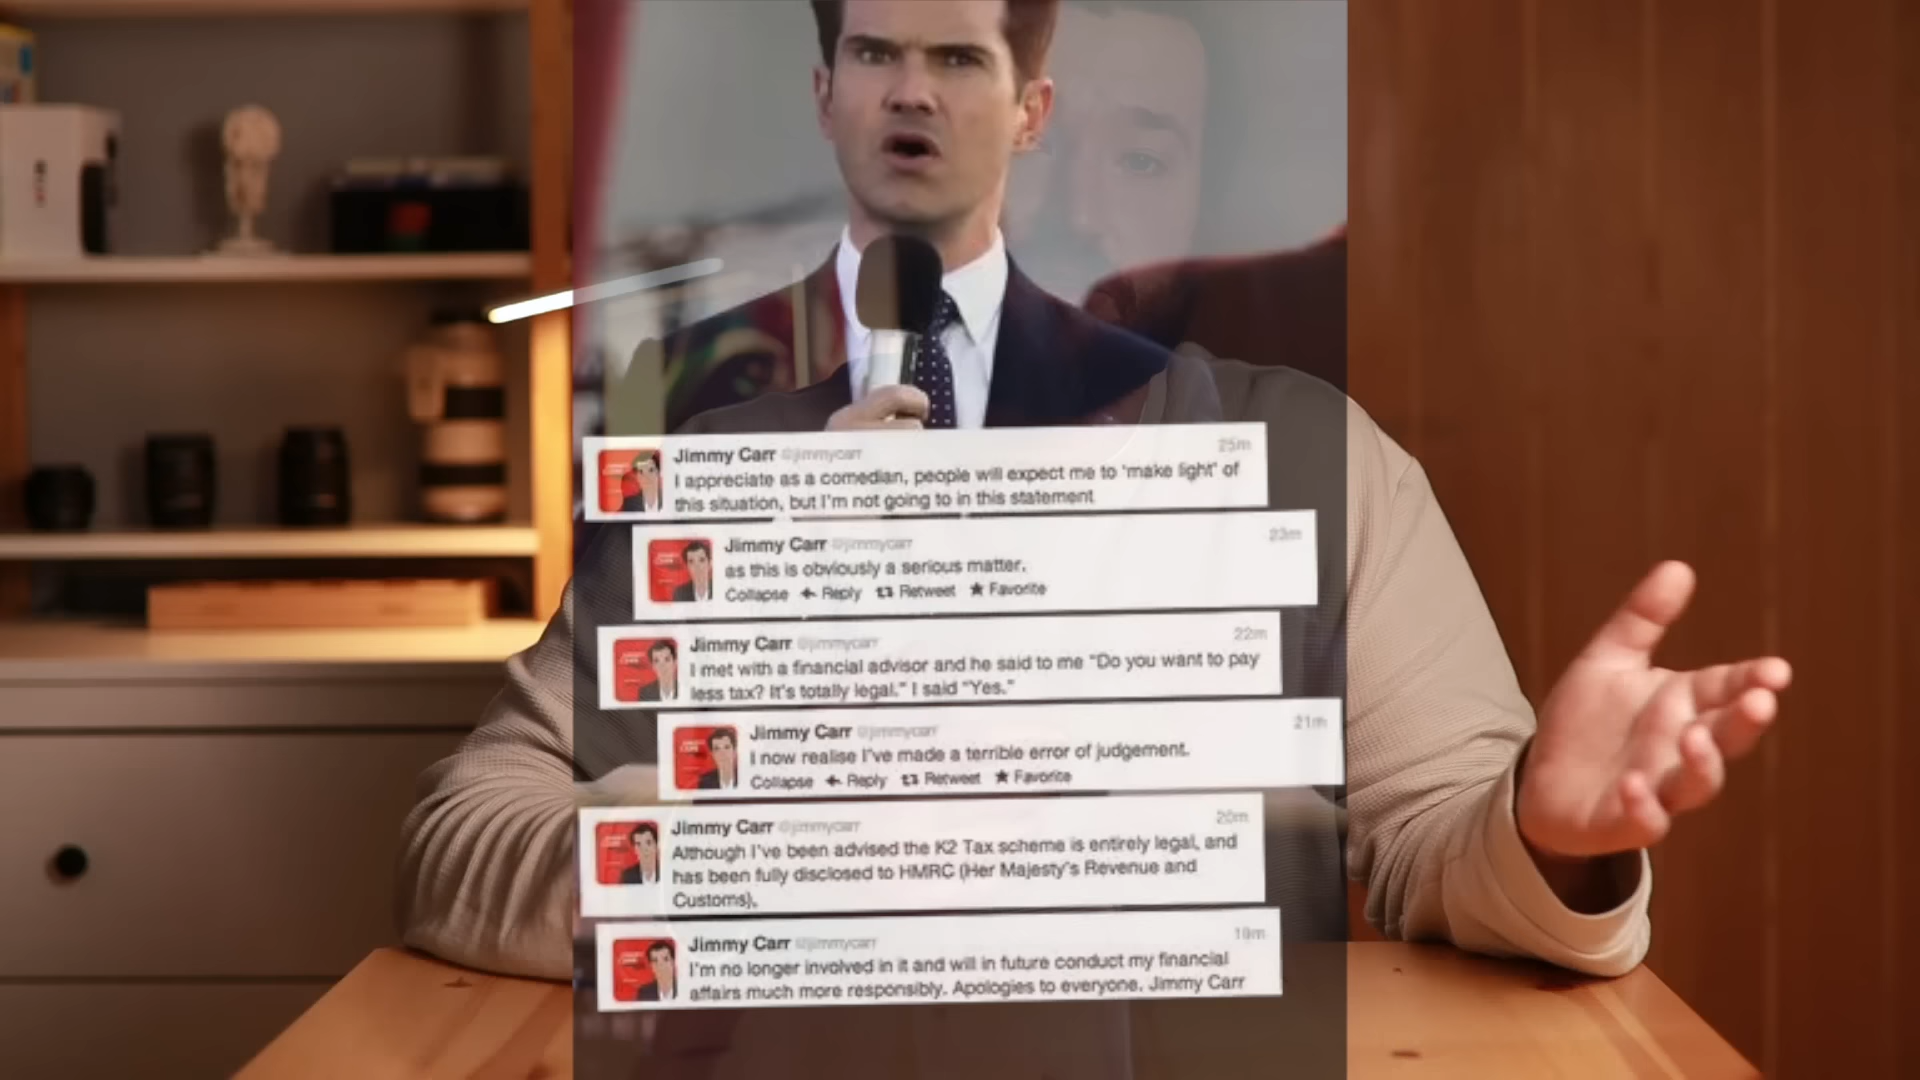 Jimmy Carr @jimmycarr 25m
I appreciate as a comedian, people will expect me to 'make light' of
this situation, but I'm not going to in this statement
Jimmy Carr @jimmycarr 23m
as this is obviously a serious matter.
Collapse Reply Retweet Favorite
Jimmy Carr @jimmycarr 22m
I met with a financial advisor and he said to me "Do you want to pay
less tax? It's totally legal." I said "Yes."
Jimmy Carr @jimmycarr 21m
I now realise I've made a terrible error of judgement.
Collapse Reply Retweet Favorite
Jimmy Carr @jimmycarr 20m
Although I've been advised the K2 Tax scheme is entirely legal, and
has been fully disclosed to HMRC (Her Majesty's Revenue and
Customs).
Jimmy Carr @jimmycarr 19m
I'm no longer involved in it and will in future conduct my financial
affairs much more responsibly. Apologies to everyone. Jimmy Carr